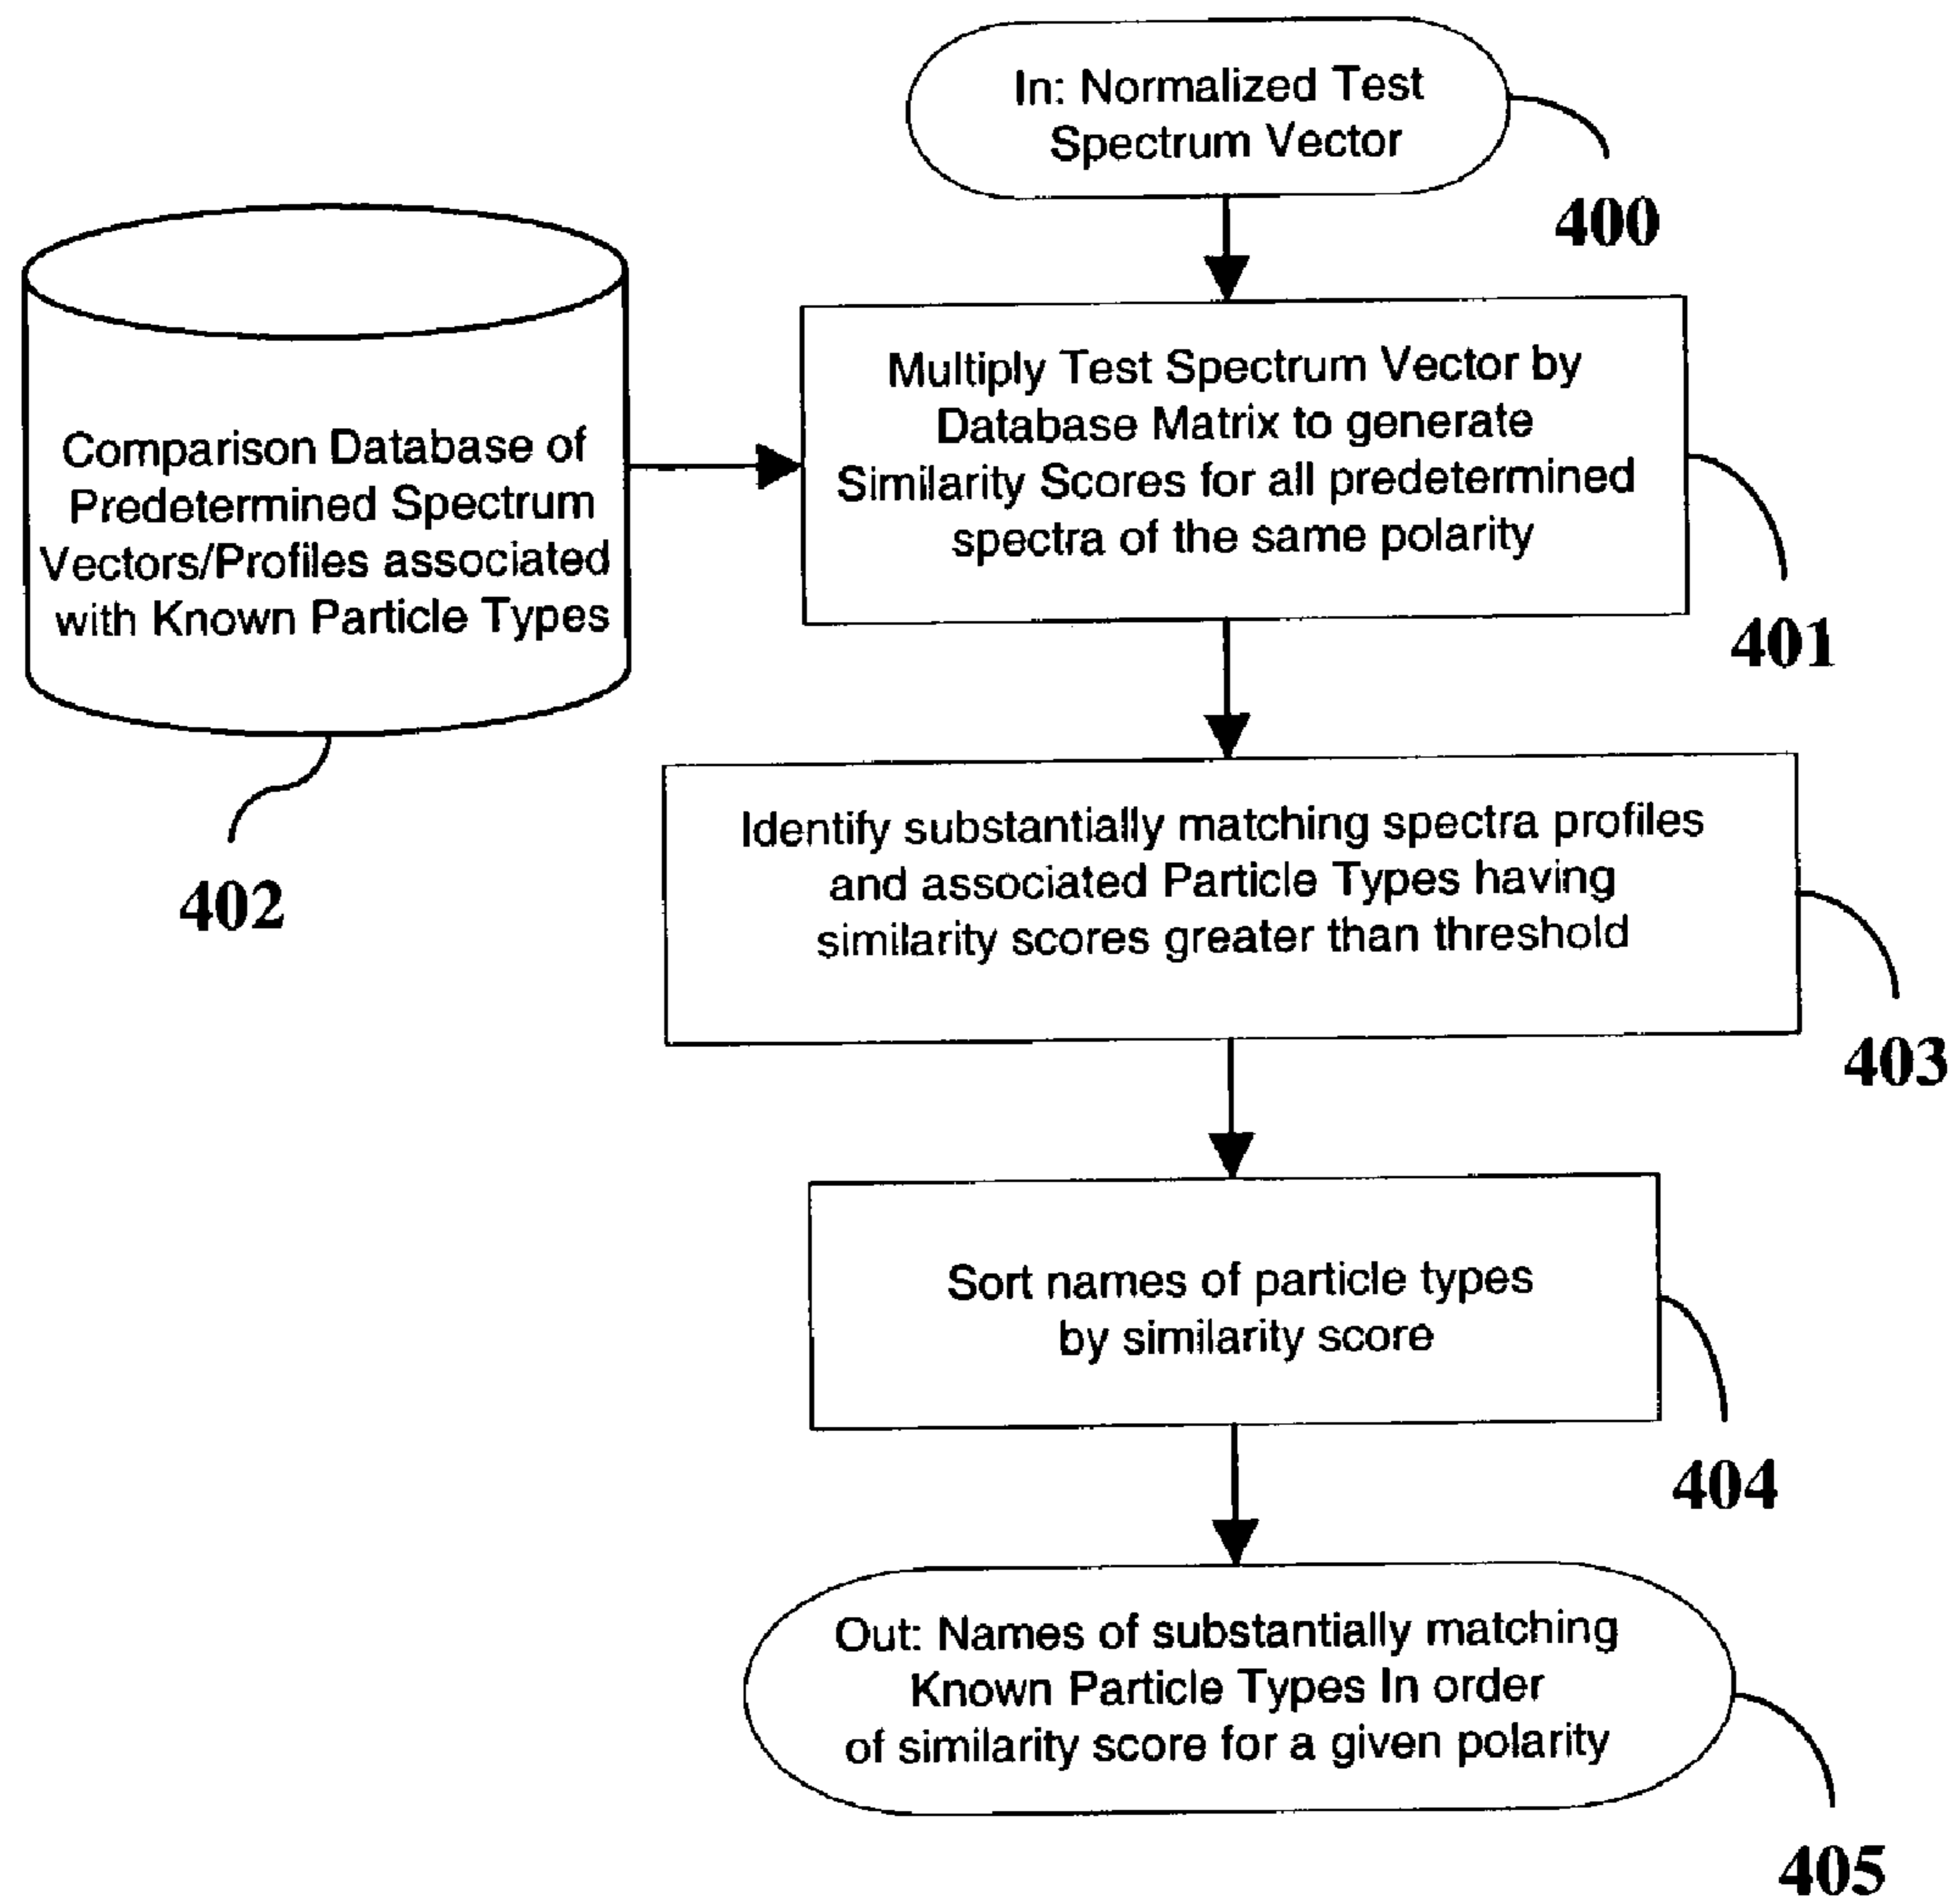 In: Normalized Test
Spectrum Vector
400
Comparison Database of
Predetermined Spectrum
Vectors/Profiles associated
with Known Particle Types
402
Multiply Test Spectrum Vector by
Database Matrix to generate
Similarity Scores for all predetermined
spectra of the same polarity
401
Identify substantially matching spectra profiles
and associated Particle Types having
similarity scores greater than threshold
403
Sort names of particle types
by similarity score
404
Out: Names of substantially matching
Known Particle Types In order
of similarity score for a given polarity
405